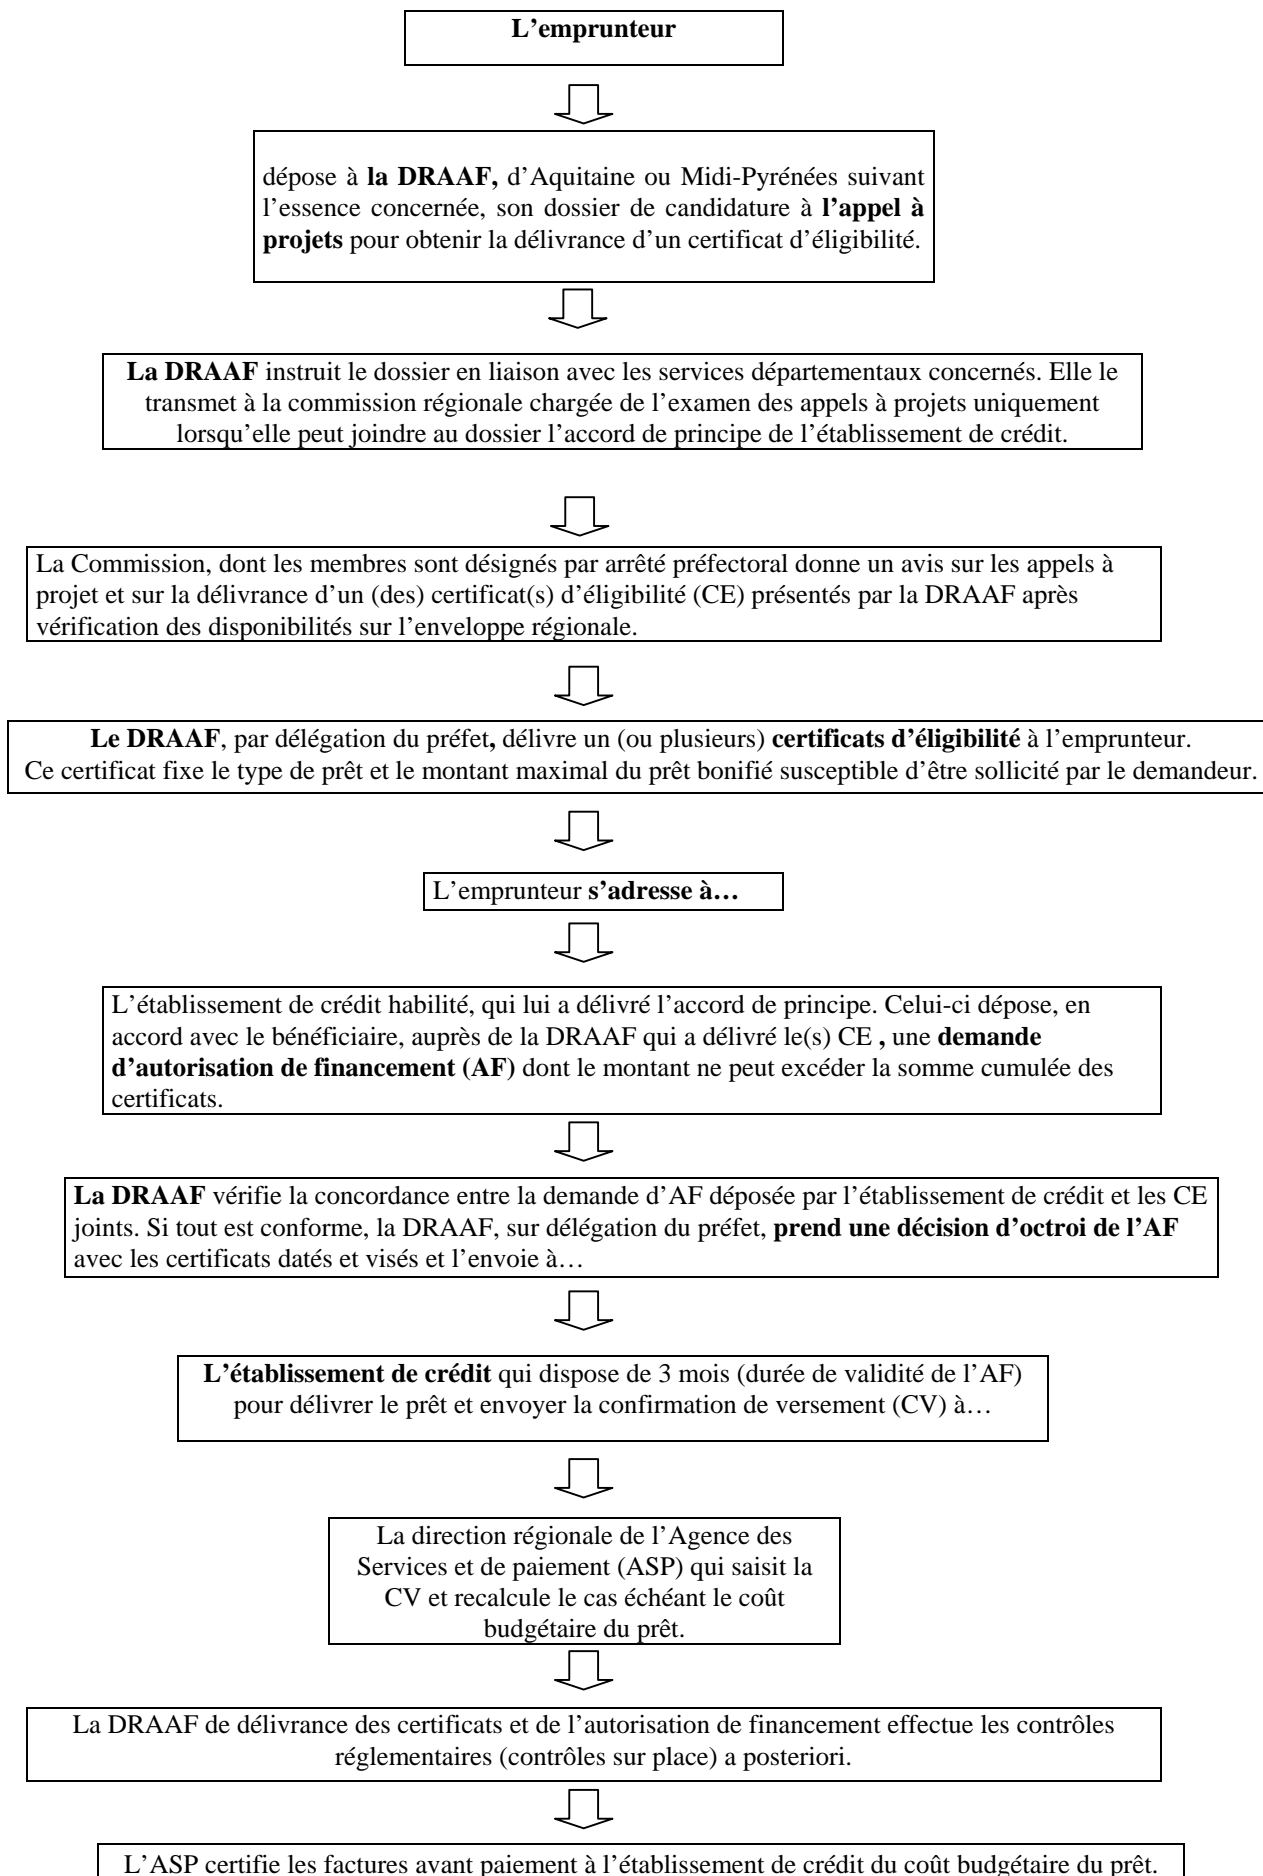 L’emprunteur
dépose à la DRAAF, d’Aquitaine ou Midi-Pyrénées suivant
l’essence concernée, son dossier de candidature à l’appel à
projets pour obtenir la délivrance d’un certificat d’éligibilité.
La DRAAF instruit le dossier en liaison avec les services départementaux concernés. Elle le
transmet à la commission régionale chargée de l’examen des appels à projets uniquement
lorsqu’elle peut joindre au dossier l’accord de principe de l’établissement de crédit.
La Commission, dont les membres sont désignés par arrêté préfectoral donne un avis sur les appels à
projet et sur la délivrance d’un (des) certificat(s) d’éligibilité (CE) présentés par la DRAAF après
vérification des disponibilités sur l’enveloppe régionale.
Le DRAAF, par délégation du préfet, délivre un (ou plusieurs) certificats d’éligibilité à l’emprunteur.
Ce certificat fixe le type de prêt et le montant maximal du prêt bonifié susceptible d’être sollicité par le demandeur.
L’emprunteur s’adresse à…
L’établissement de crédit habilité, qui lui a délivré l’accord de principe. Celui-ci dépose, en
accord avec le bénéficiaire, auprès de la DRAAF qui a délivré le(s) CE , une demande
d’autorisation de financement (AF) dont le montant ne peut excéder la somme cumulée des
certificats.
La DRAAF vérifie la concordance entre la demande d’AF déposée par l’établissement de crédit et les CE
joints. Si tout est conforme, la DRAAF, sur délégation du préfet, prend une décision d’octroi de l’AF
avec les certificats datés et visés et l’envoie à…
L’établissement de crédit qui dispose de 3 mois (durée de validité de l’AF)
pour délivrer le prêt et envoyer la confirmation de versement (CV) à…
La direction régionale de l’Agence des
Services et de paiement (ASP) qui saisit la
CV et recalcule le cas échéant le coût
budgétaire du prêt.
La DRAAF de délivrance des certificats et de l’autorisation de financement effectue les contrôles
réglementaires (contrôles sur place) a posteriori.
L’ASP certifie les factures avant paiement à l’établissement de crédit du coût budgétaire du prêt.